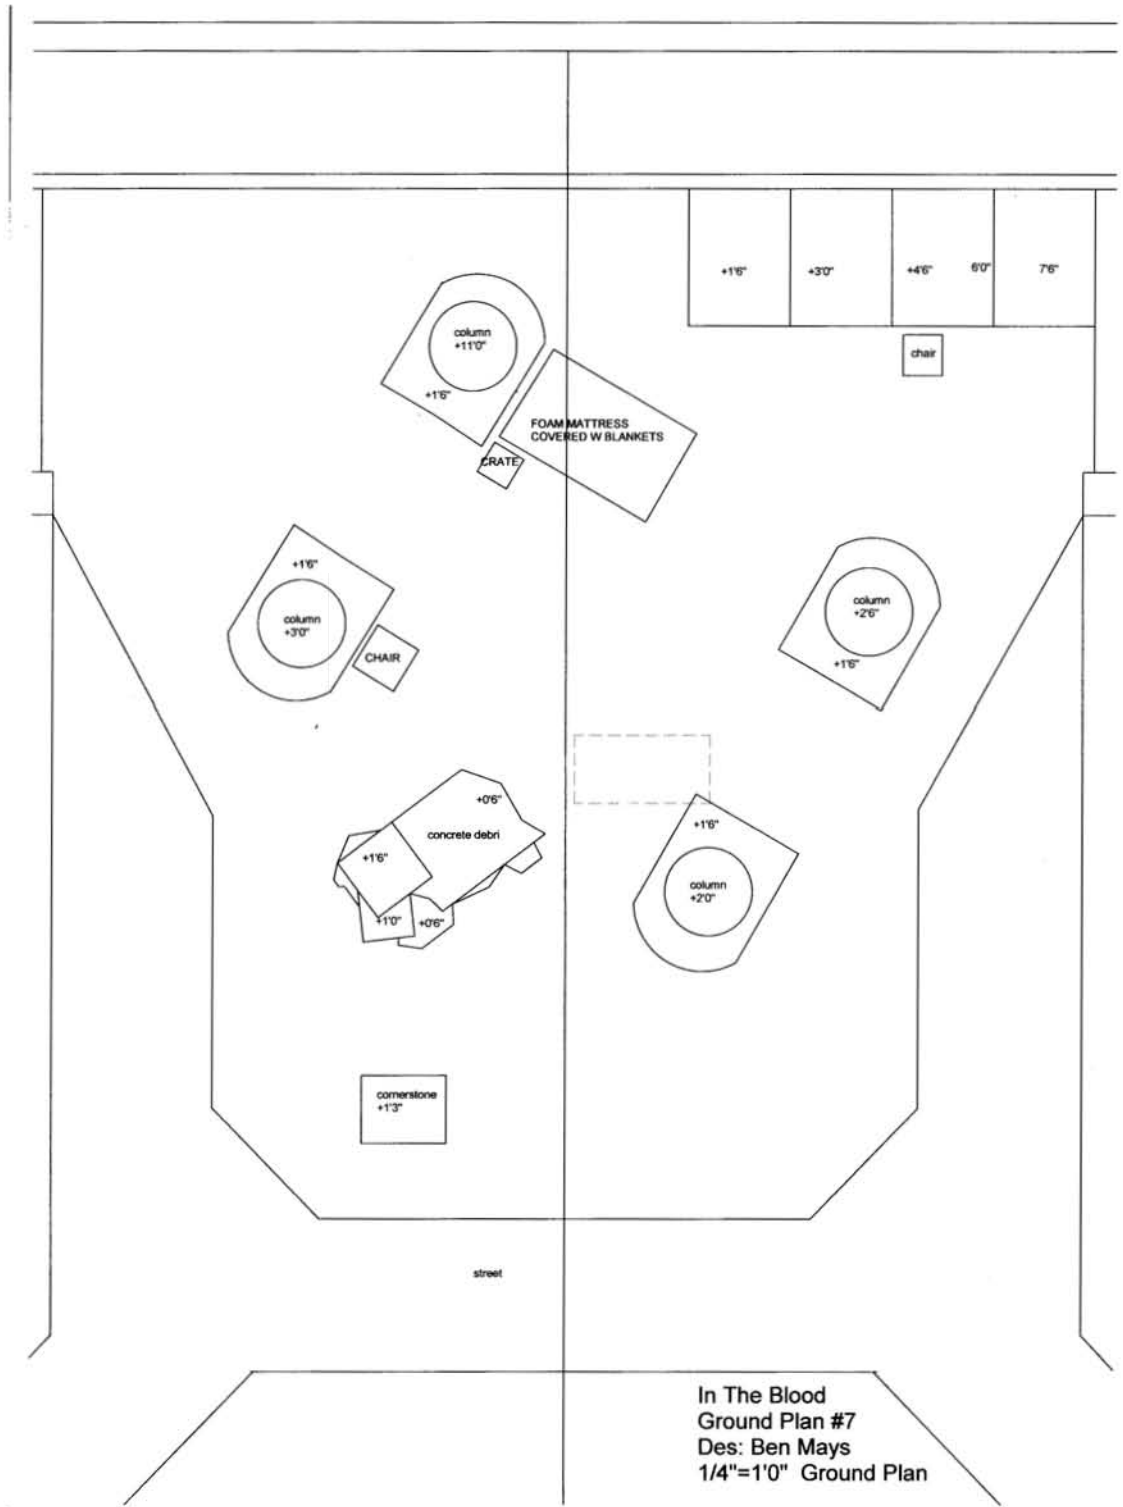 +1'6"
+3'0"
+4'6"
6'0"
7'6"
column
+11'0"
+1'6"
chair
FOAM MATTRESS
COVERED W BLANKETS
CRATE
+1'6"
column
+3'0"
CHAIR
column
+2'6"
+1'6"
+0'6"
concrete debri
+1'6"
+1'0"
+0'6"
+1'6"
column
+2'0"
cornerstone
+1'3"
street
In The Blood
Ground Plan #7
Des: Ben Mays
1/4"=1'0" Ground Plan